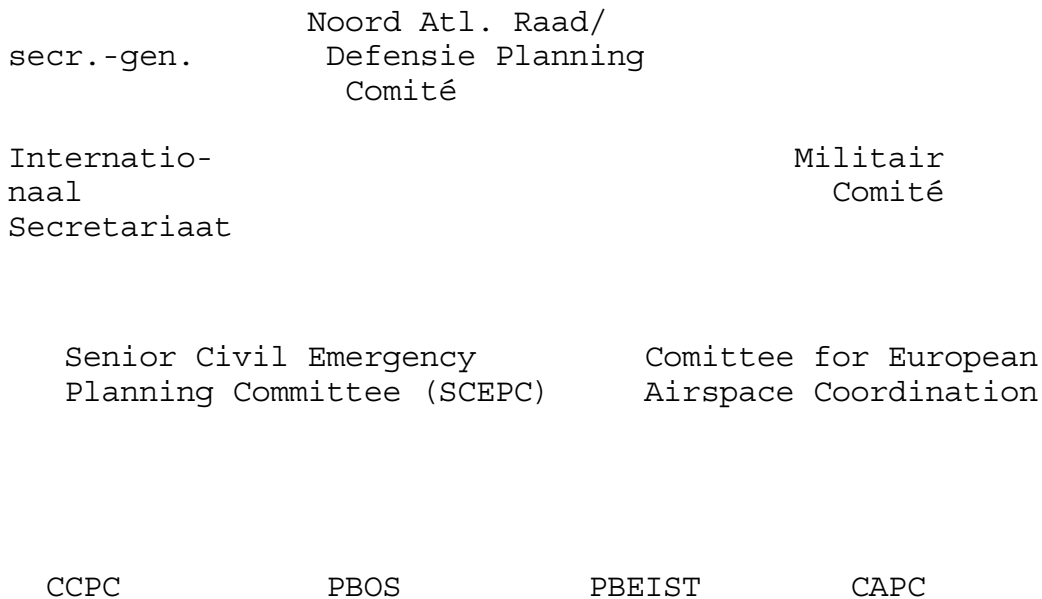 Noord Atl. Raad/
secr.-gen. Defensie Planning
Comité
Internatio- Militair
naal Comité
Secretariaat
Senior Civil Emergency Comittee for European
Planning Committee (SCEPC) Airspace Coordination
CCPC PBOS PBEIST CAPC